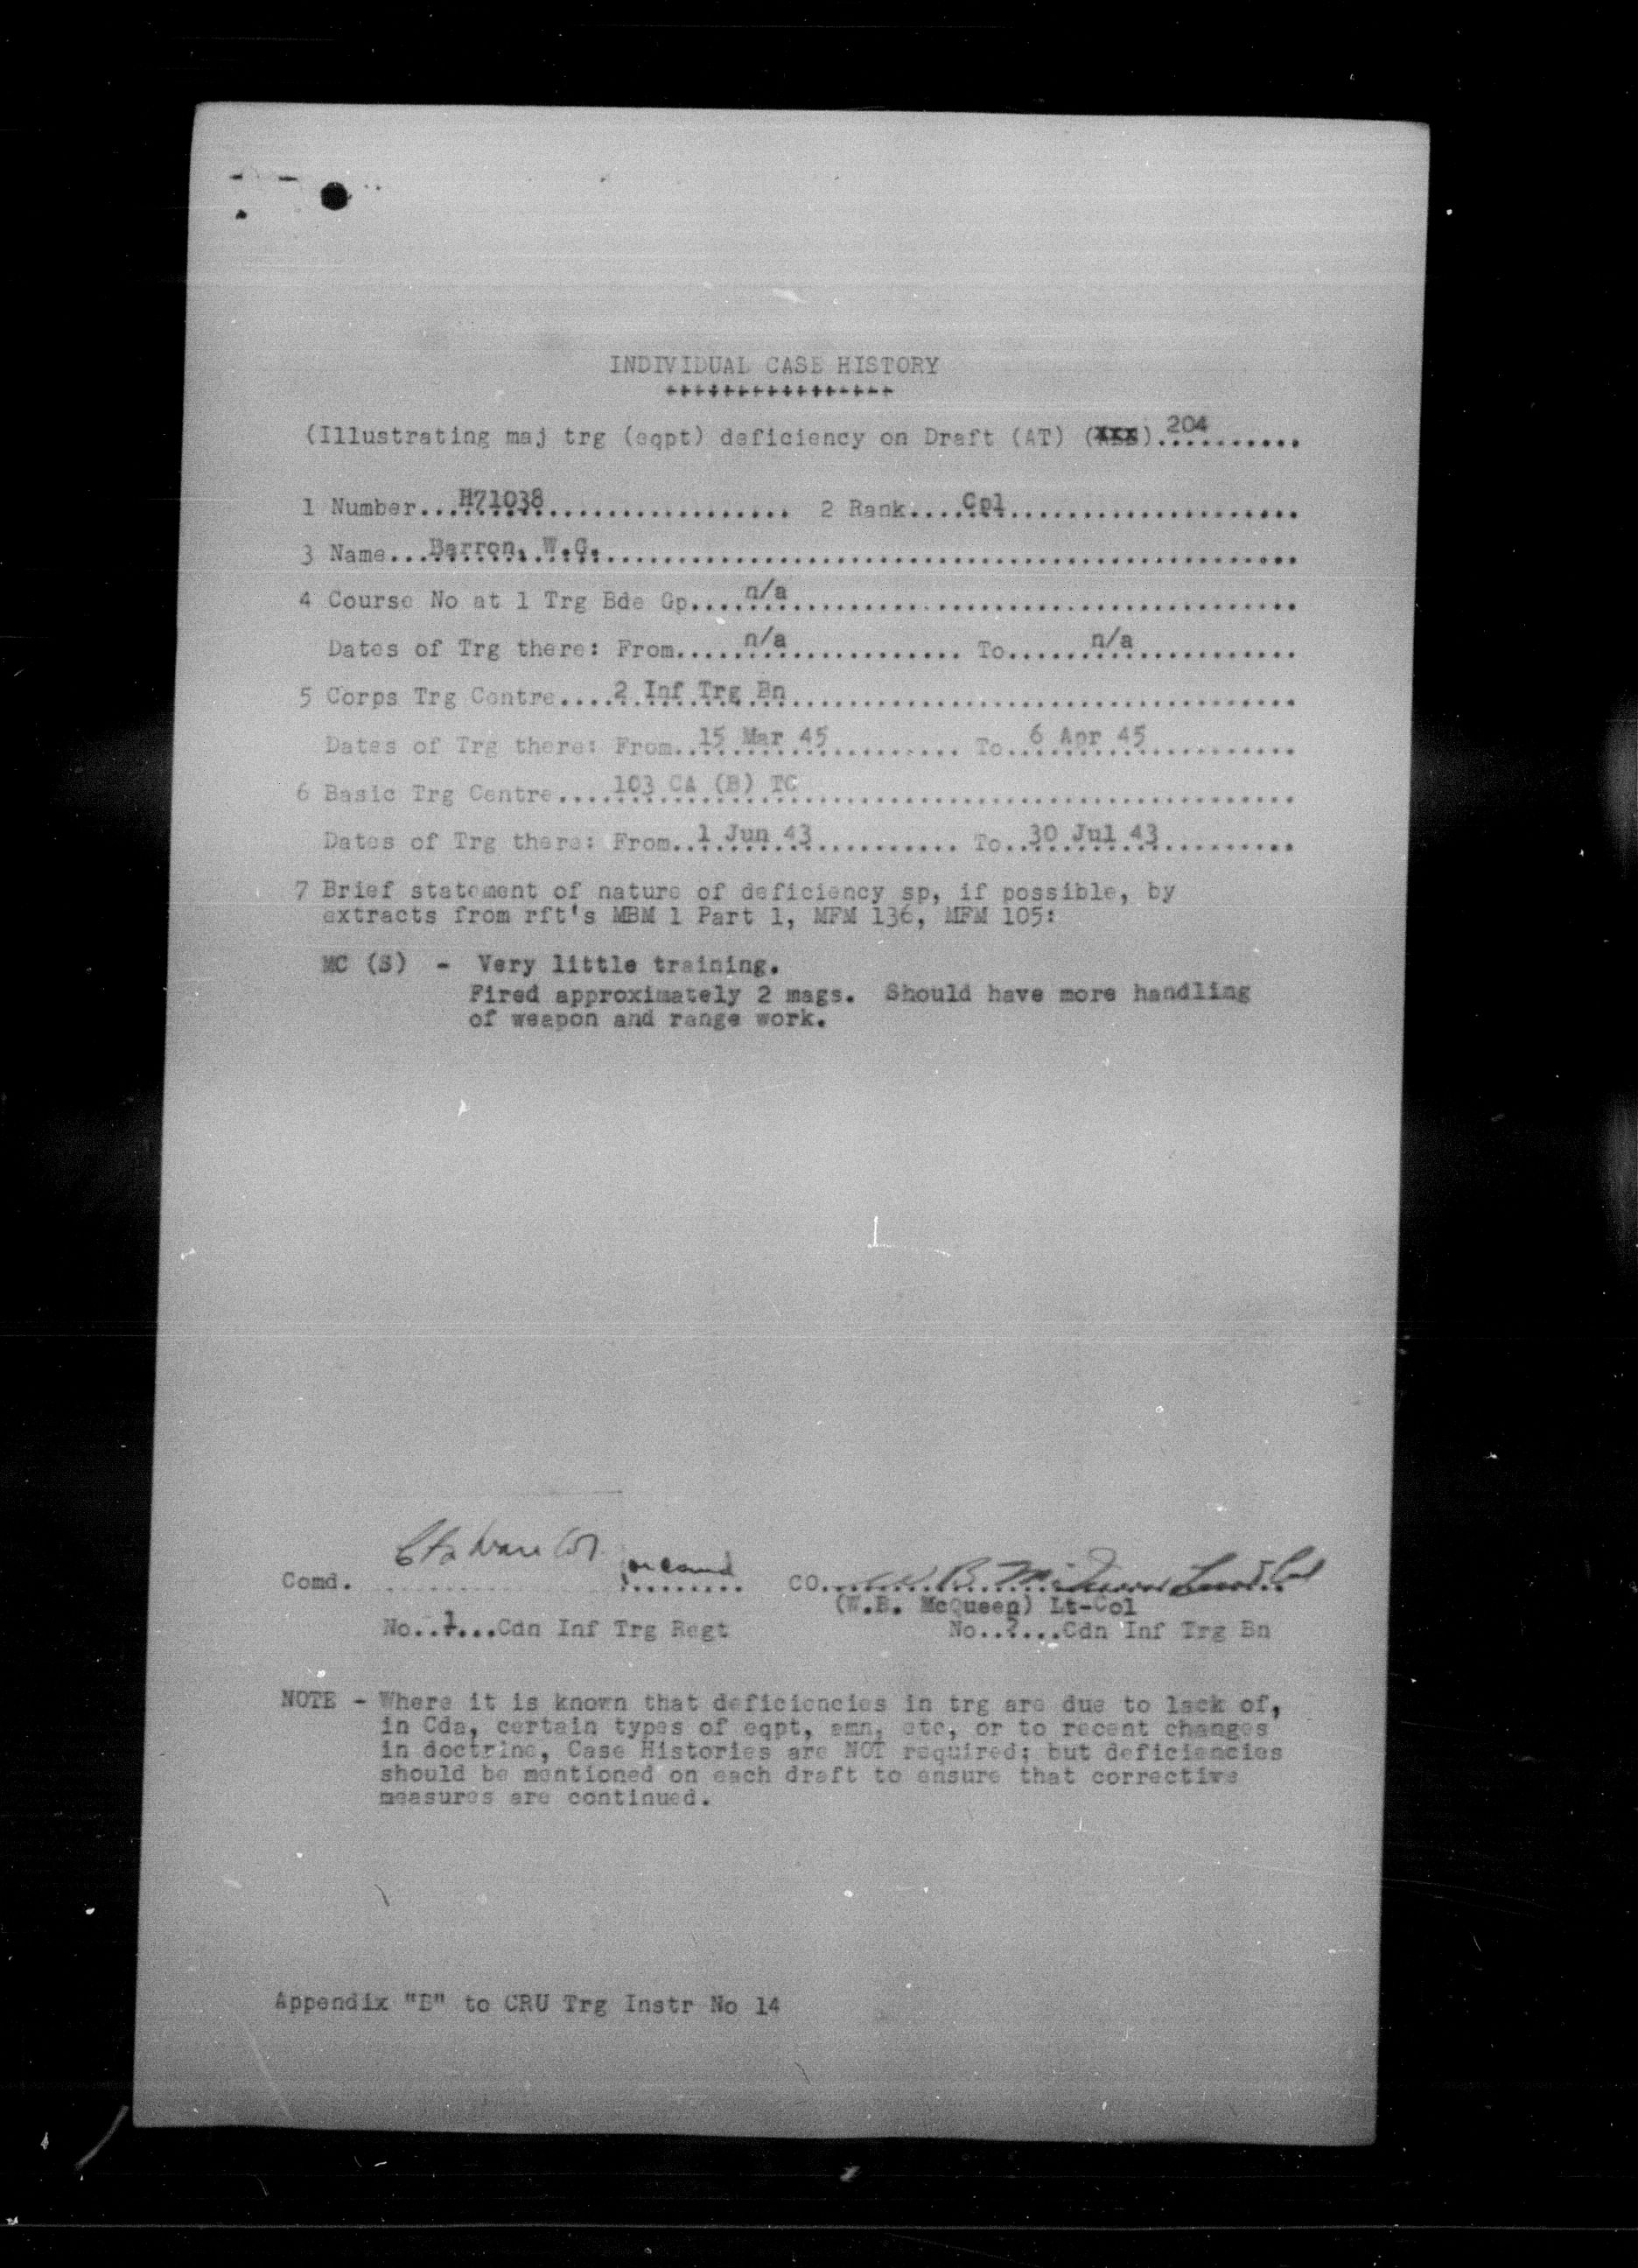 INDIVIDUAL CASE HISTORY
++++++++++++++++
(Illustrating maj trg (eqpt) deficiency on Draft (AT) (xxx) 204..........
1 Number...H71038.......................... 2 Rank....Cpl....................
3 Name...Barron, W.G...............................
4 Course No at 1 Trg Bde Gp....n/a..............................
Dates of Trg there: From.....n/a................ To......n/a...........
5 Corps Trg Centre....2 Inf Trg Bn..............................
Dates of Trg there: From..15 Mar 45.......... To..6 Apr 45..........
6 Basic Trg Centre....103 CA (B) TC..............................
Dates of Trg there: From..1 Jun 43.......... To..30 Jul 43.........
7 Brief statement of nature of deficiency sp, if possible, by
extracts from rft's MBM 1 Part 1, MFM 136, MFM 105:
MC (S) - Very little training.
Fired approximately 2 mags. Should have more handling
of weapon and range work.
Comd. ................ CO................
(W.B. McQueen) Lt-Col
No..1....Cdn Inf Trg Regt No..2....Cdn Inf Trg Bn
NOTE - Where it is known that deficiencies in trg are due to lack of,
in Cda, certain types of eqpt, amn, etc, or to recent changes
in doctrine, Case Histories are NOT required; but deficiencies
should be mentioned on each draft to ensure that corrective
measures are continued.
Appendix "B" to CRU Trg Instr No 14